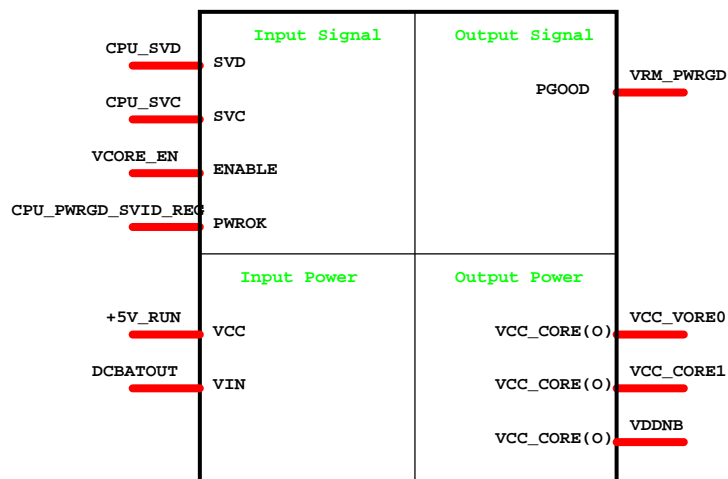 Input Signal
Output Signal
CPU_SVD
SVD
VRM_PWRGD
PGOOD
CPU_SVC
SVC
VCORE_EN
ENABLE
CPU_PWRGD_SVID_REG
PWROK
Input Power
Output Power
+5V_RUN
VCC
VCC_CORE(O)
VCC_VORE0
DCBATOUT
VIN
VCC_CORE(O)
VCC_CORE1
VCC_CORE(O)
VDDNB